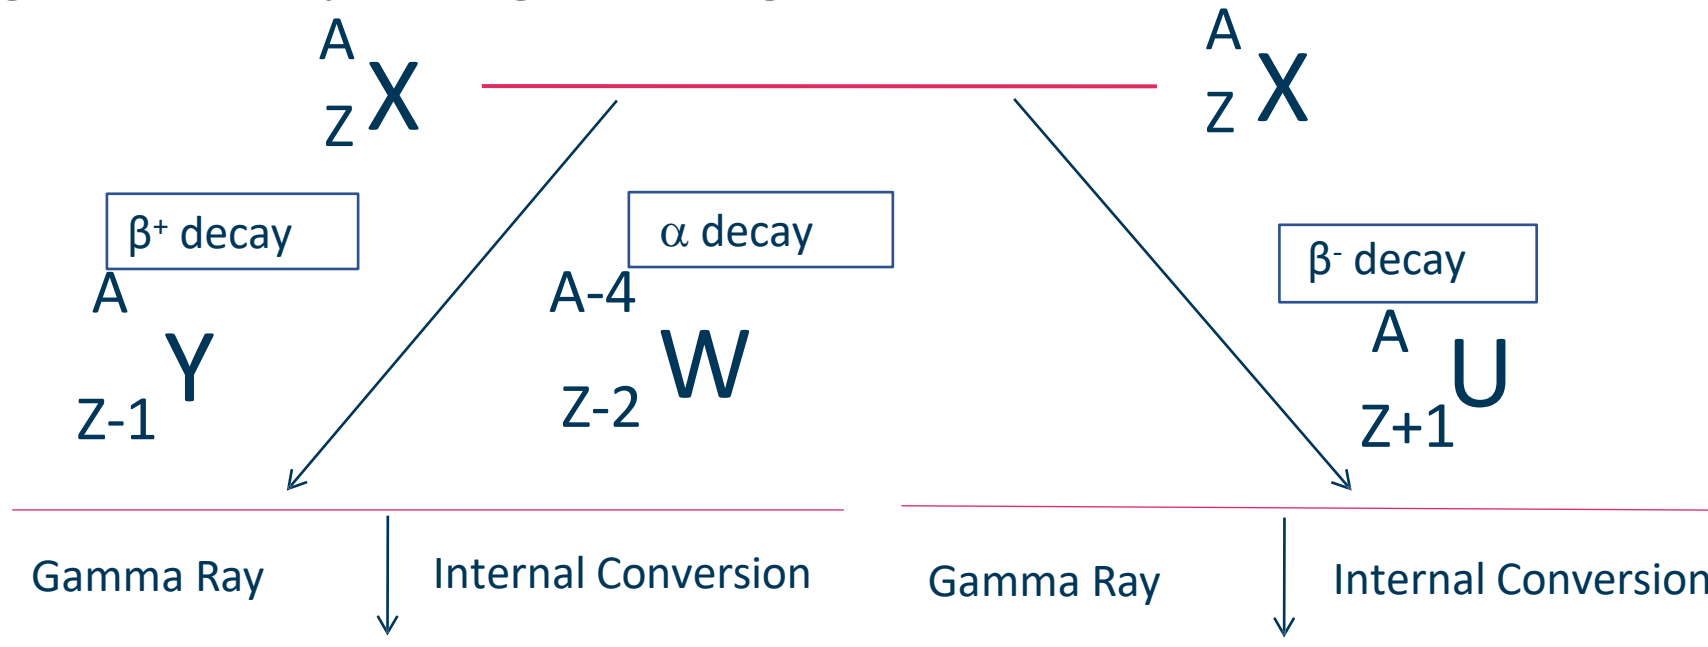 A
Z X
A
Z X
β+ decay
α decay
β- decay
A
Z-1 Y
A-4
Z-2 W
A
Z+1 U
Gamma Ray
Internal Conversion
Gamma Ray
Internal Conversion